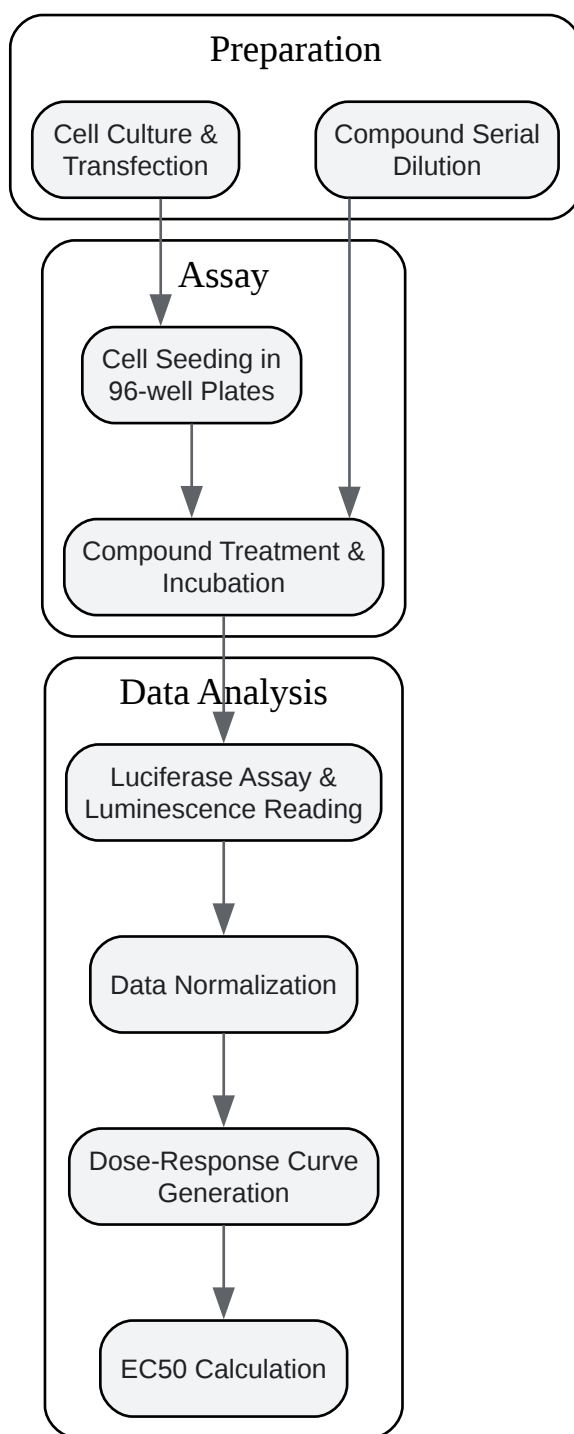 Preparation
Cell Culture &
Transfection
Compound Serial
Dilution
Assay
Cell Seeding in
96-well Plates
Compound Treatment &
Incubation
Data Analysis
Luciferase Assay &
Luminescence Reading
Data Normalization
Dose-Response Curve
Generation
EC50 Calculation